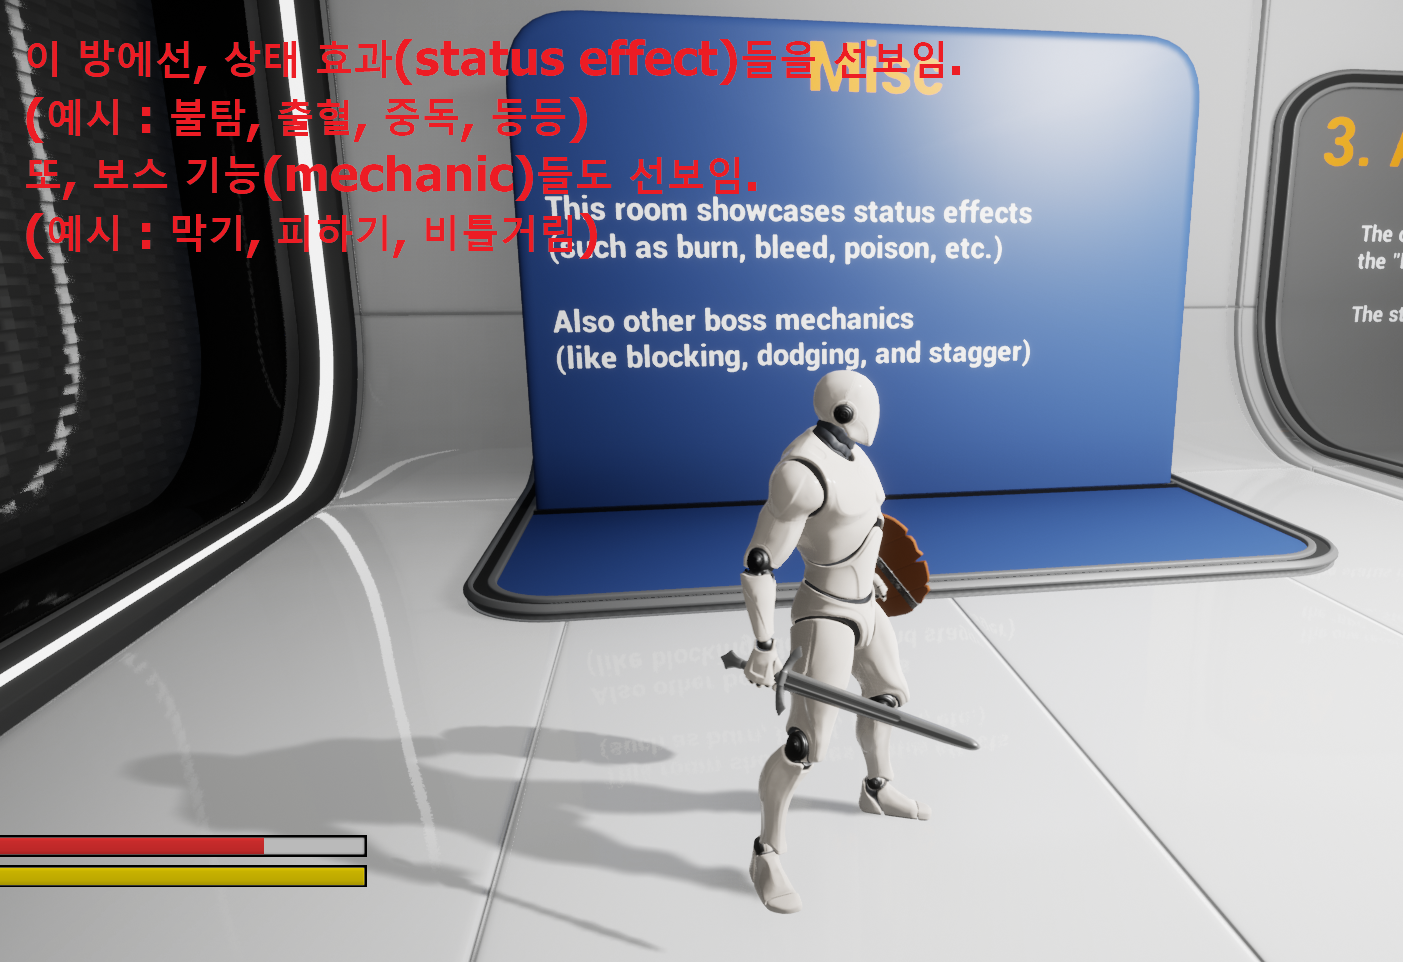 이 방에선, 상태 효과(status effect)들을 선보임.
(예시 : 불탐, 출혈, 중독, 등등)
또, 보스 기능(mechanic)들도 선보임.
(예시 : 막기, 피하기, 비틀거림)
Misc
This room showcases status effects
(such as burn, bleed, poison, etc.)
Also other boss mechanics
(like blocking, dodging, and stagger)
3.
The
the
The